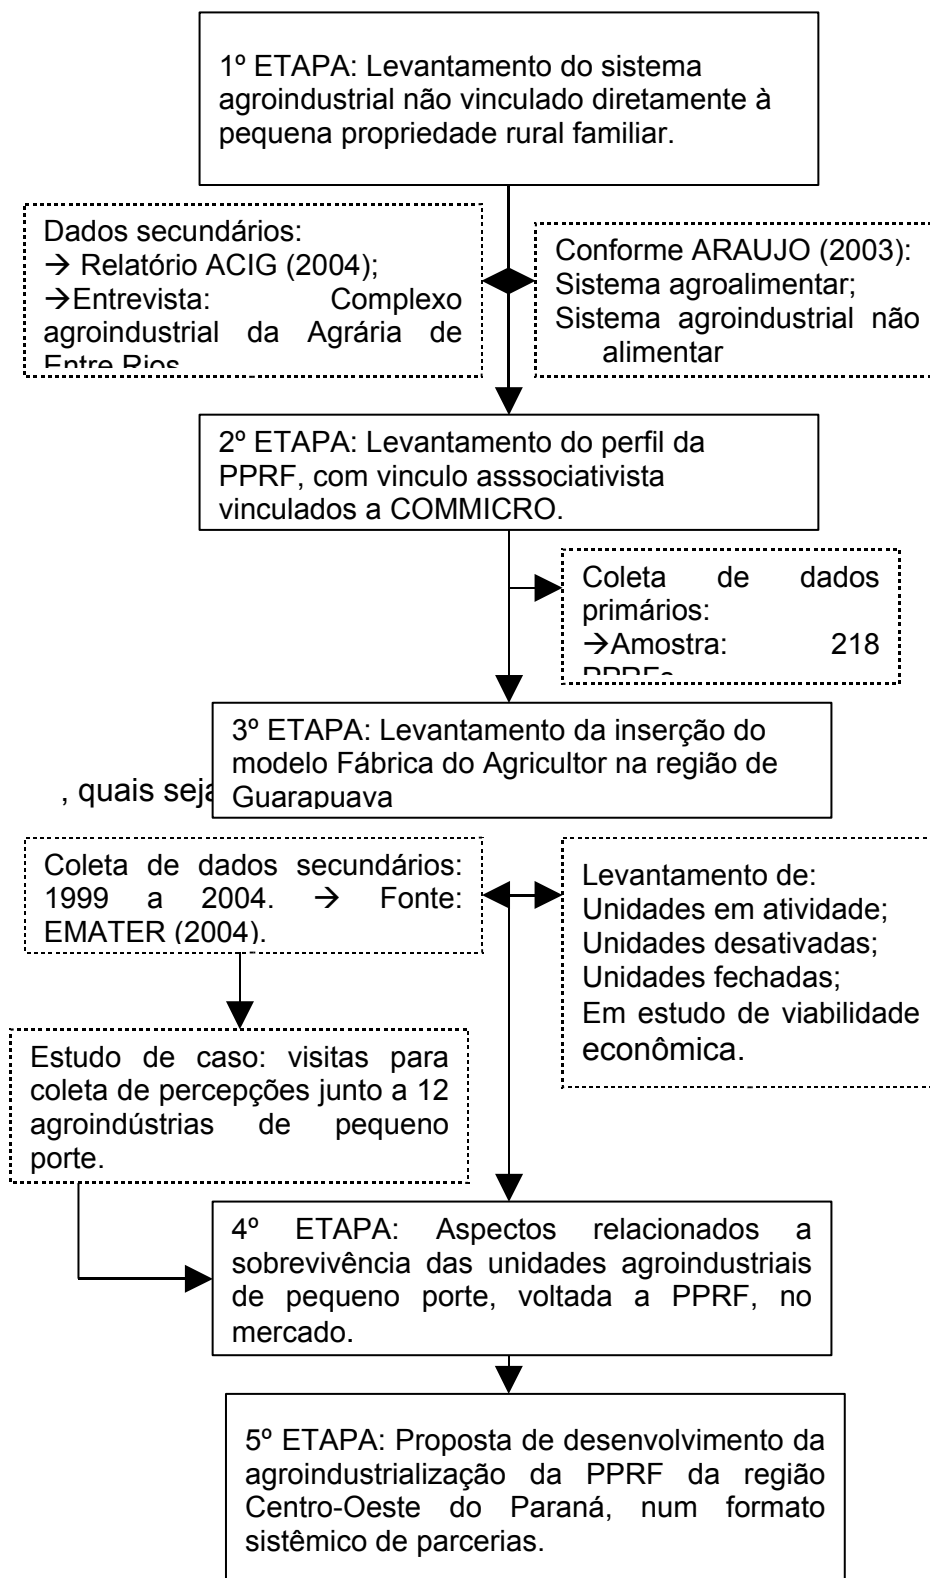 1º ETAPA: Levantamento do sistema
agroindustrial não vinculado diretamente à
pequena propriedade rural familiar.
Dados secundários:
→ Relatório ACIG (2004);
→Entrevista: Complexo
agroindustrial da Agrária de
Entre Rios
Conforme ARAUJO (2003):
Sistema agroalimentar;
Sistema agroindustrial não
alimentar
2º ETAPA: Levantamento do perfil da
PPRF, com vinculo asssociativista
vinculados a COMMICRO.
Coleta de dados
primários:
→Amostra: 218
PPRFs
3º ETAPA: Levantamento da inserção do
modelo Fábrica do Agricultor na região de
Guarapuava
, quais seja
Coleta de dados secundários:
1999 a 2004. → Fonte:
EMATER (2004).
Levantamento de:
Unidades em atividade;
Unidades desativadas;
Unidades fechadas;
Em estudo de viabilidade
econômica.
Estudo de caso: visitas para
coleta de percepções junto a 12
agroindústrias de pequeno
porte.
4º ETAPA: Aspectos relacionados a
sobrevivência das unidades agroindustriais
de pequeno porte, voltada a PPRF, no
mercado.
5º ETAPA: Proposta de desenvolvimento da
agroindustrialização da PPRF da região
Centro-Oeste do Paraná, num formato
sistêmico de parcerias.